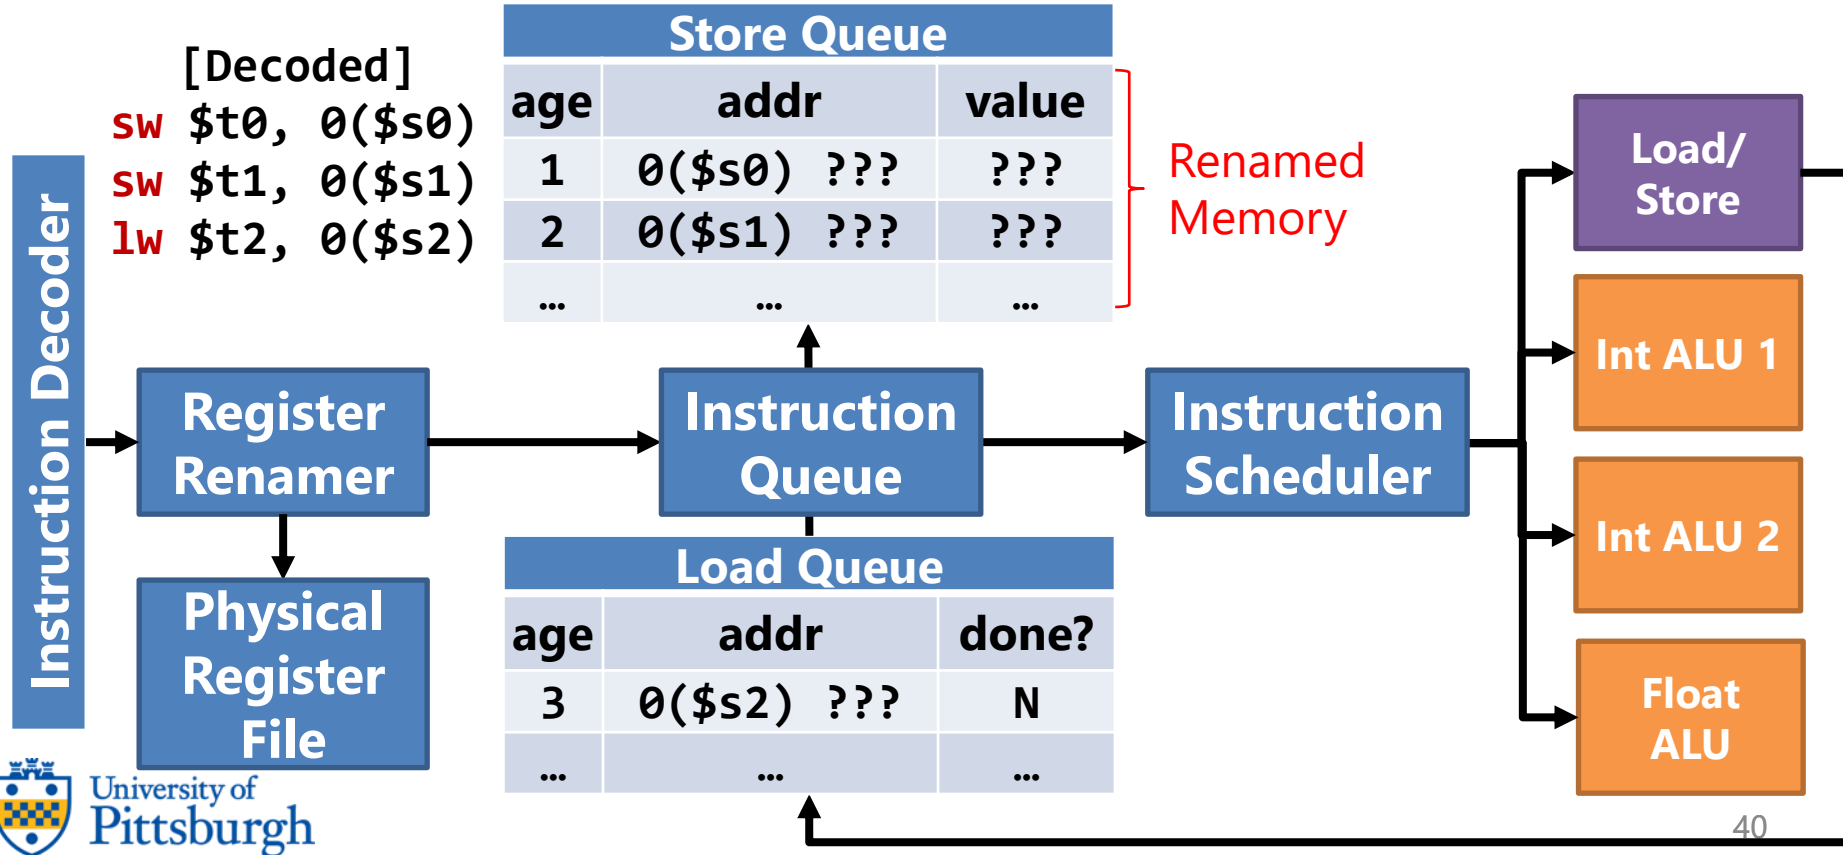 [Decoded]
sw $t0, 0($s0)
sw $t1, 0($s1)
lw $t2, 0($s2)
Store Queue
age addr value
1 0($s0) ??? ???
2 0($s1) ??? ???
… … …
Renamed
Memory
Instruction Decoder
Register
Renamer
Physical
Register
File
Instruction
Queue
Load Queue
age addr done?
3 0($s2) ??? N
… … …
Instruction
Scheduler
Load/
Store
Int ALU 1
Int ALU 2
Float
ALU
University of
Pittsburgh
40